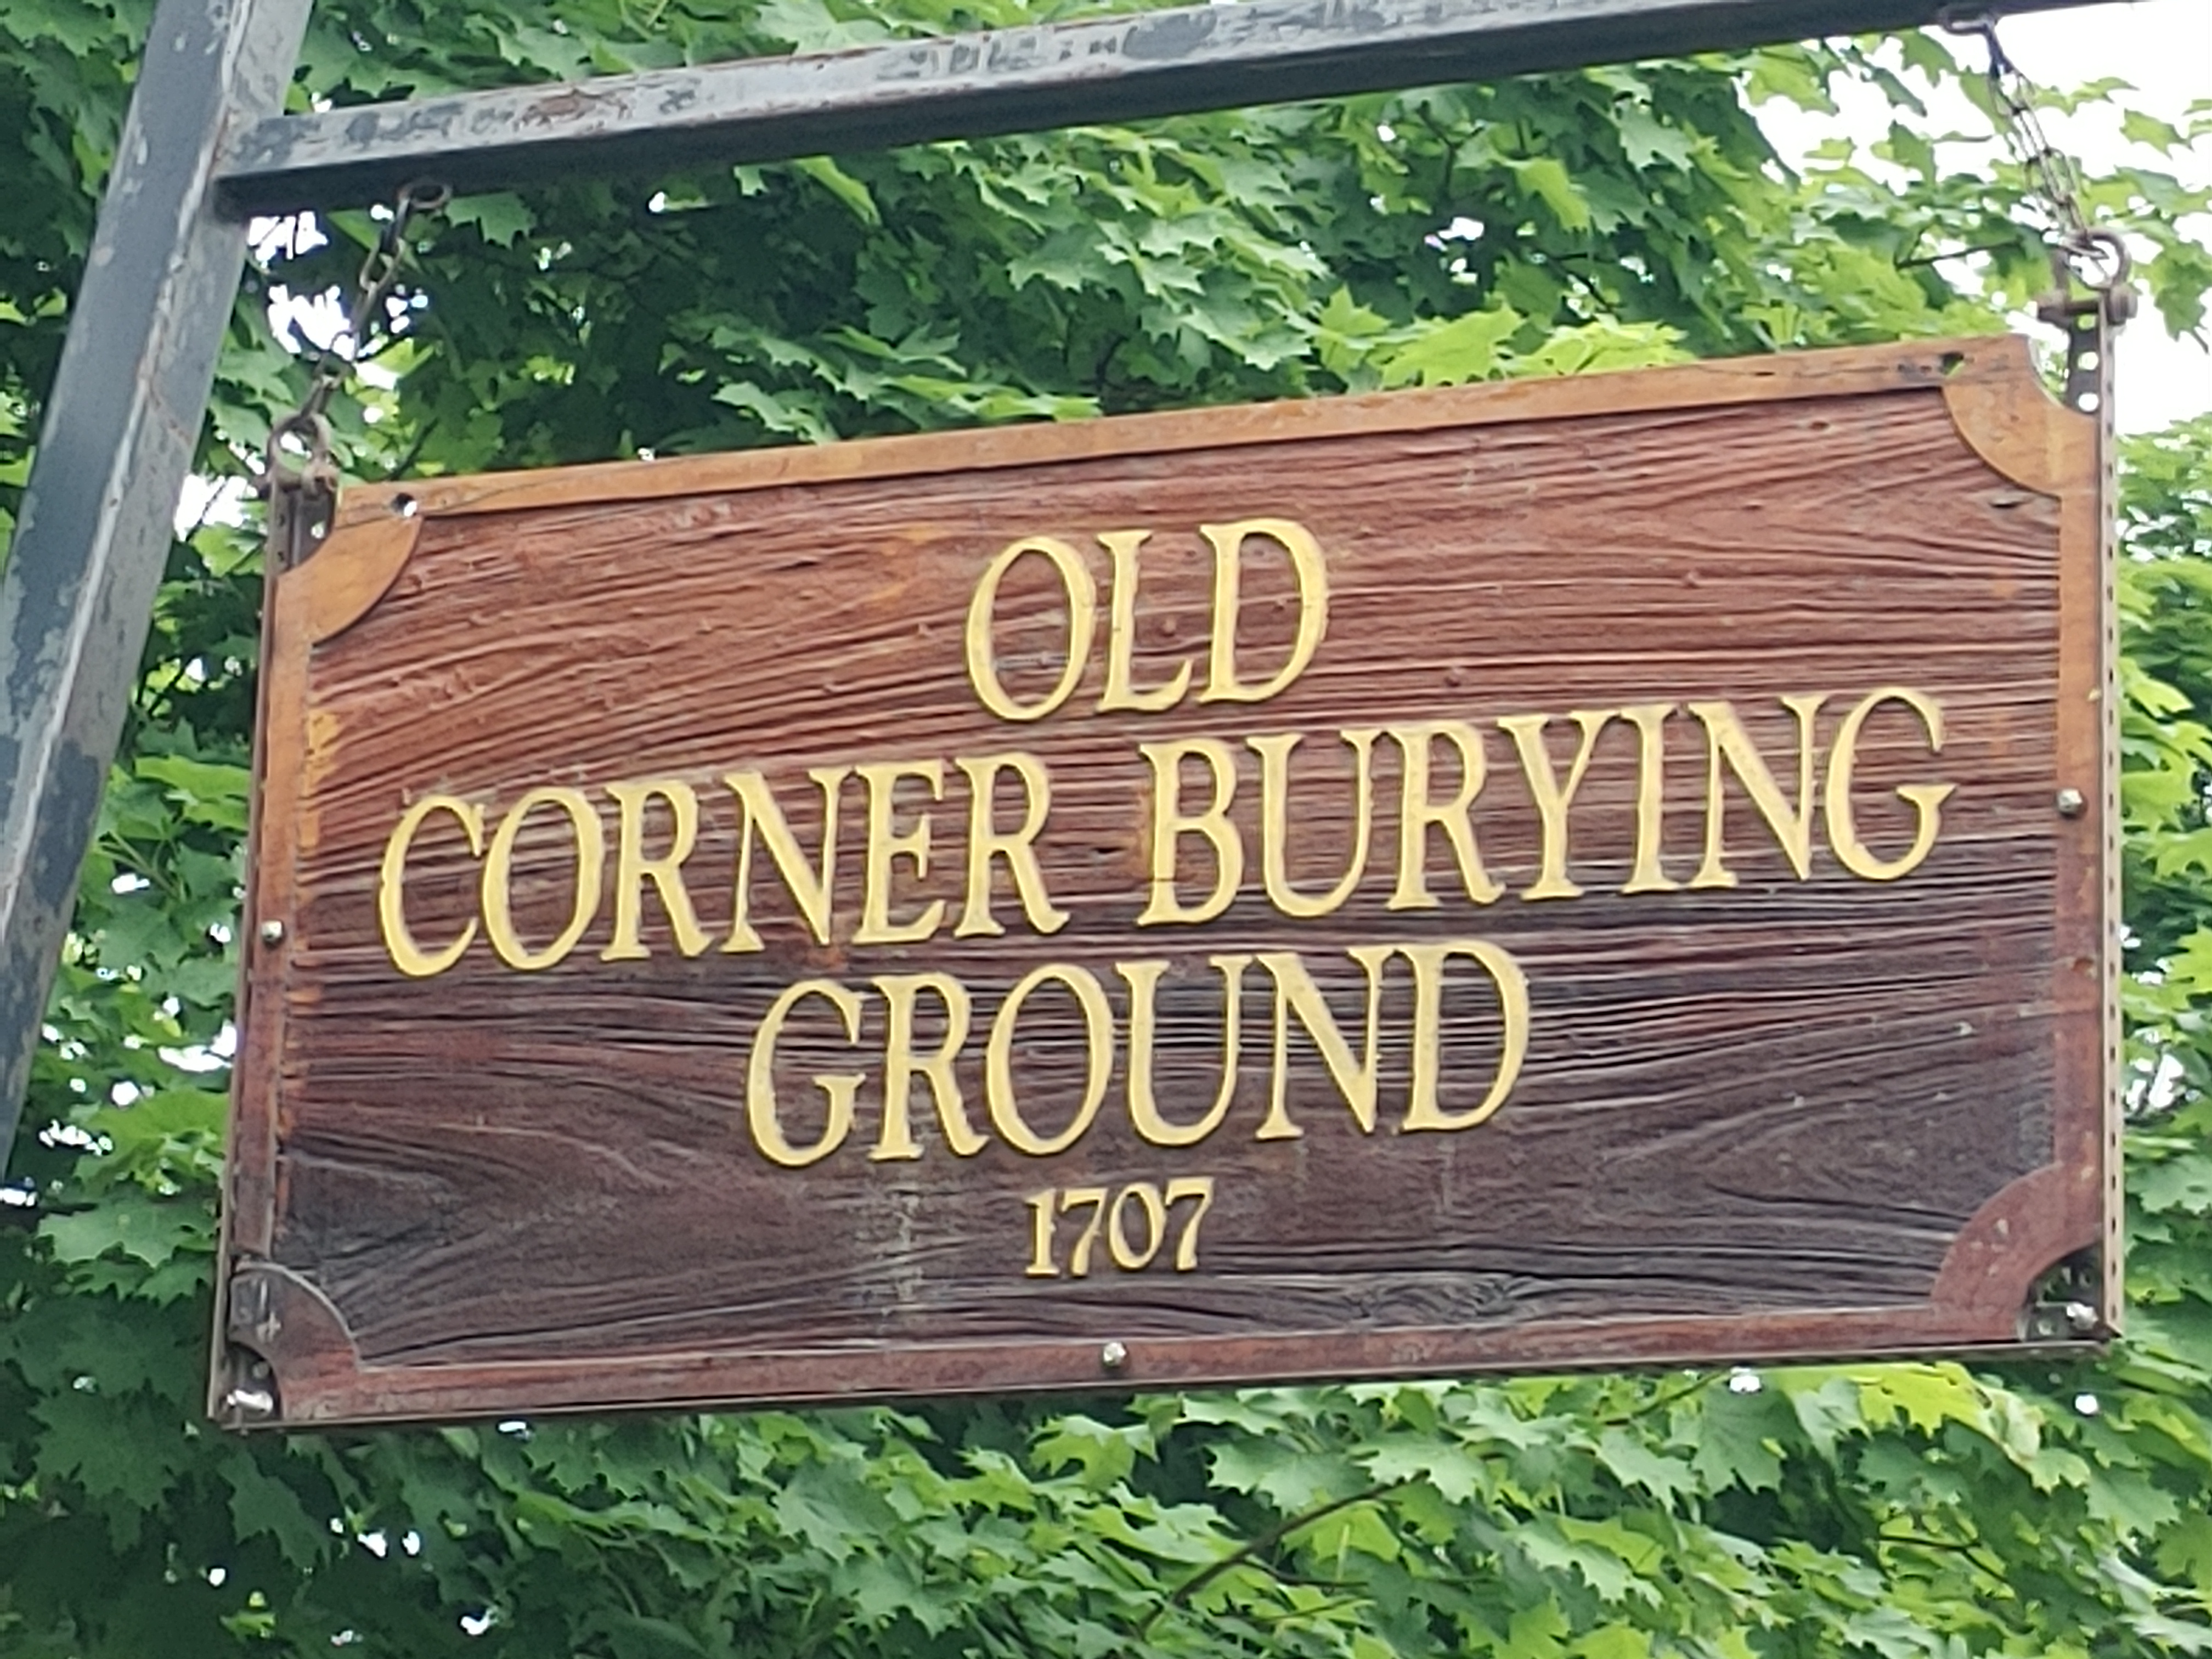 OLD
CORNER BURYING
GROUND
1707